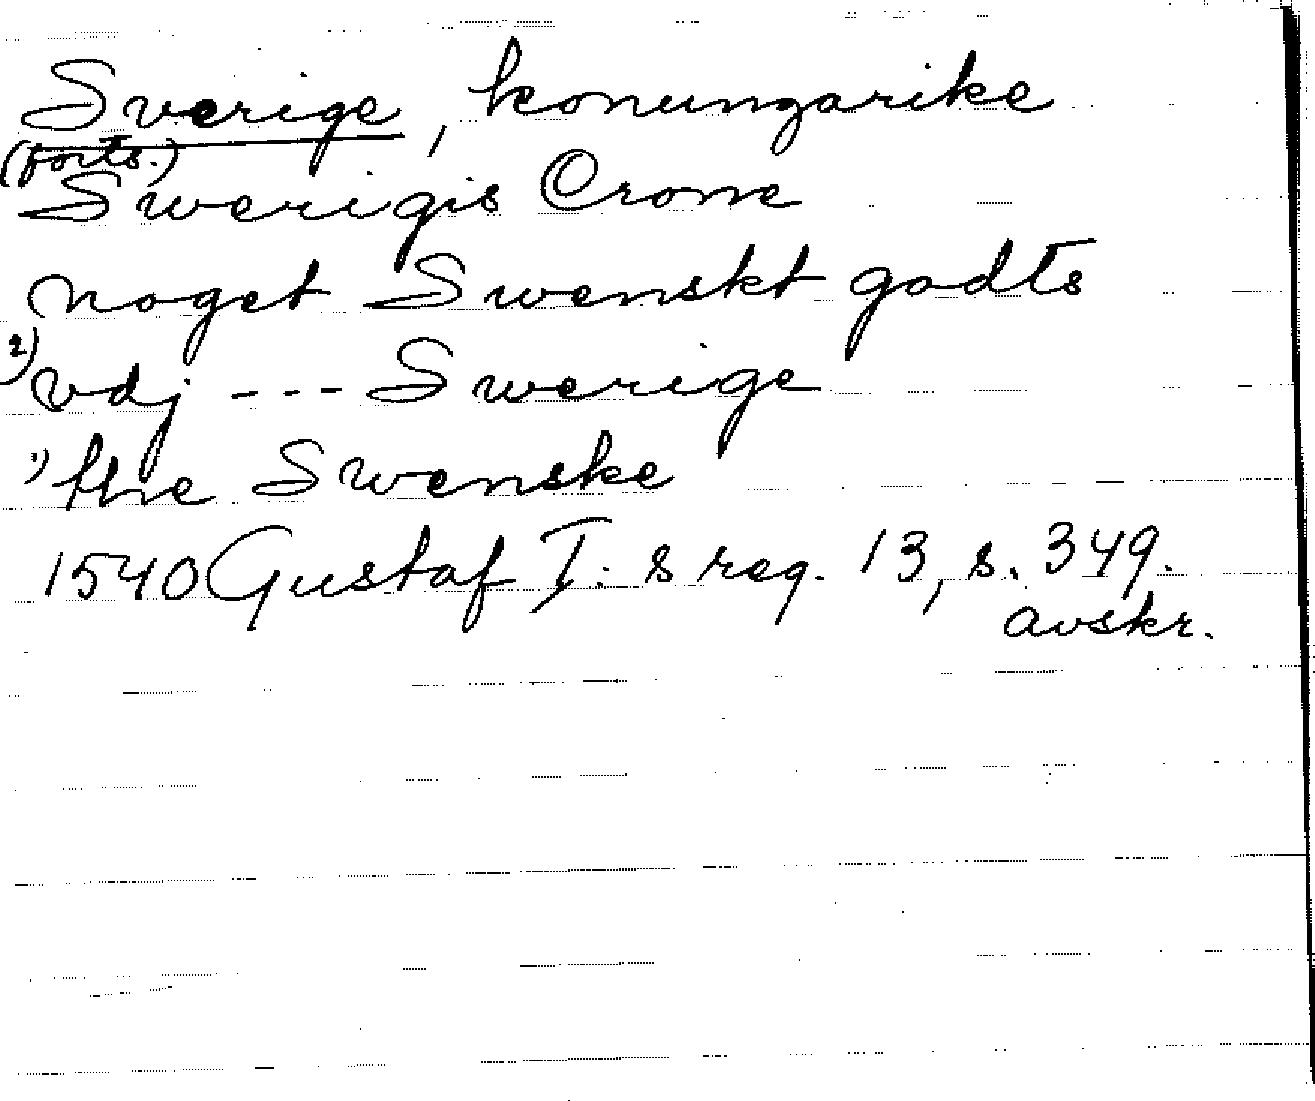 Sverige, konungarike
(forts.)
Swerigis Crone
noget Swenskt godts
2) vdj --- Swerige
1) the Swenske
1540 Gustaf I.s reg. 13, s. 349.
avskr.